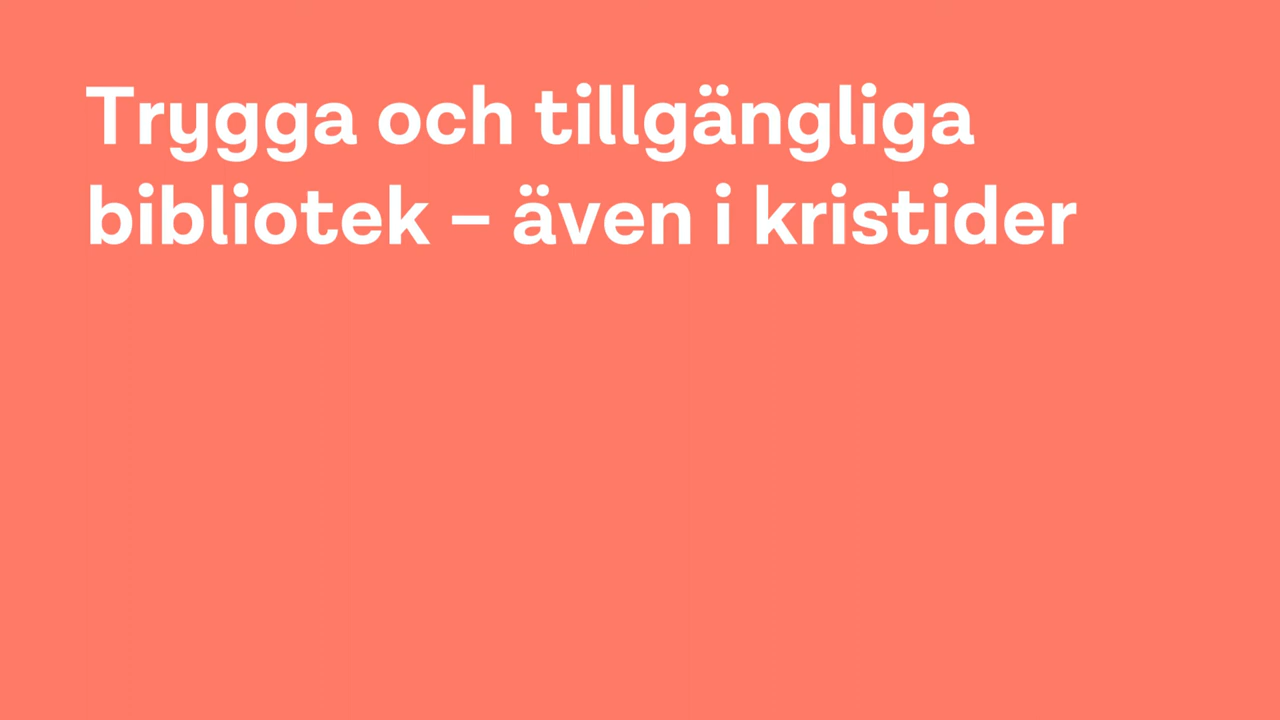 Trygga och tillgängliga
bibliotek – även i kristider